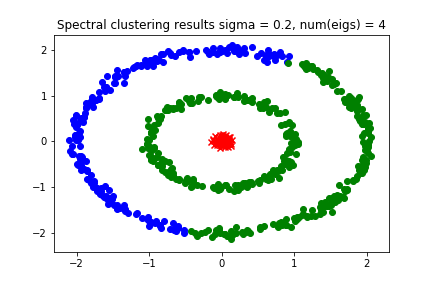 Spectral clustering results sigma = 0.2, num(eigs) = 4
2
1
0
−1
−2
−2 −1 0 1 2